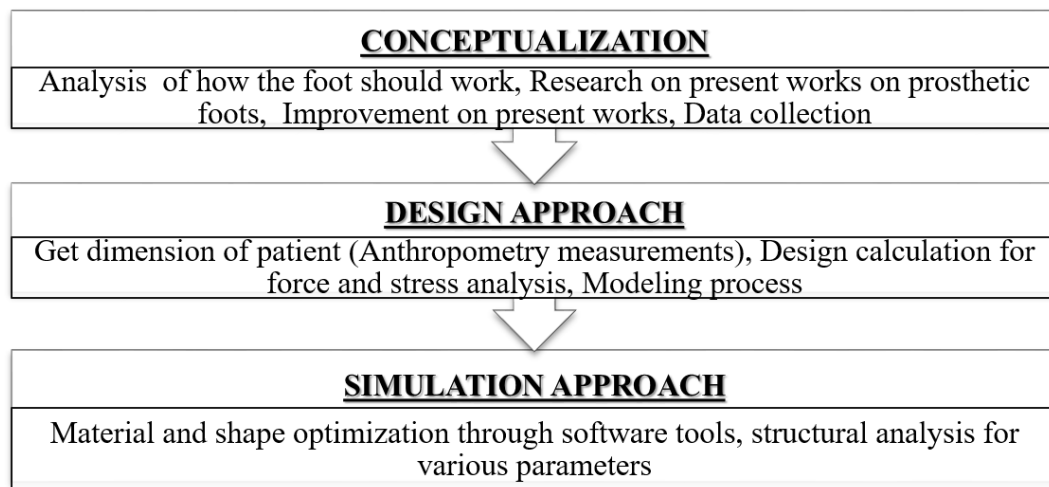 CONCEPTUALIZATION
Analysis of how the foot should work, Research on present works on prosthetic
foots, Improvement on present works, Data collection
DESIGN APPROACH
Get dimension of patient (Anthropometry measurements), Design calculation for
force and stress analysis, Modeling process
SIMULATION APPROACH
Material and shape optimization through software tools, structural analysis for
various parameters